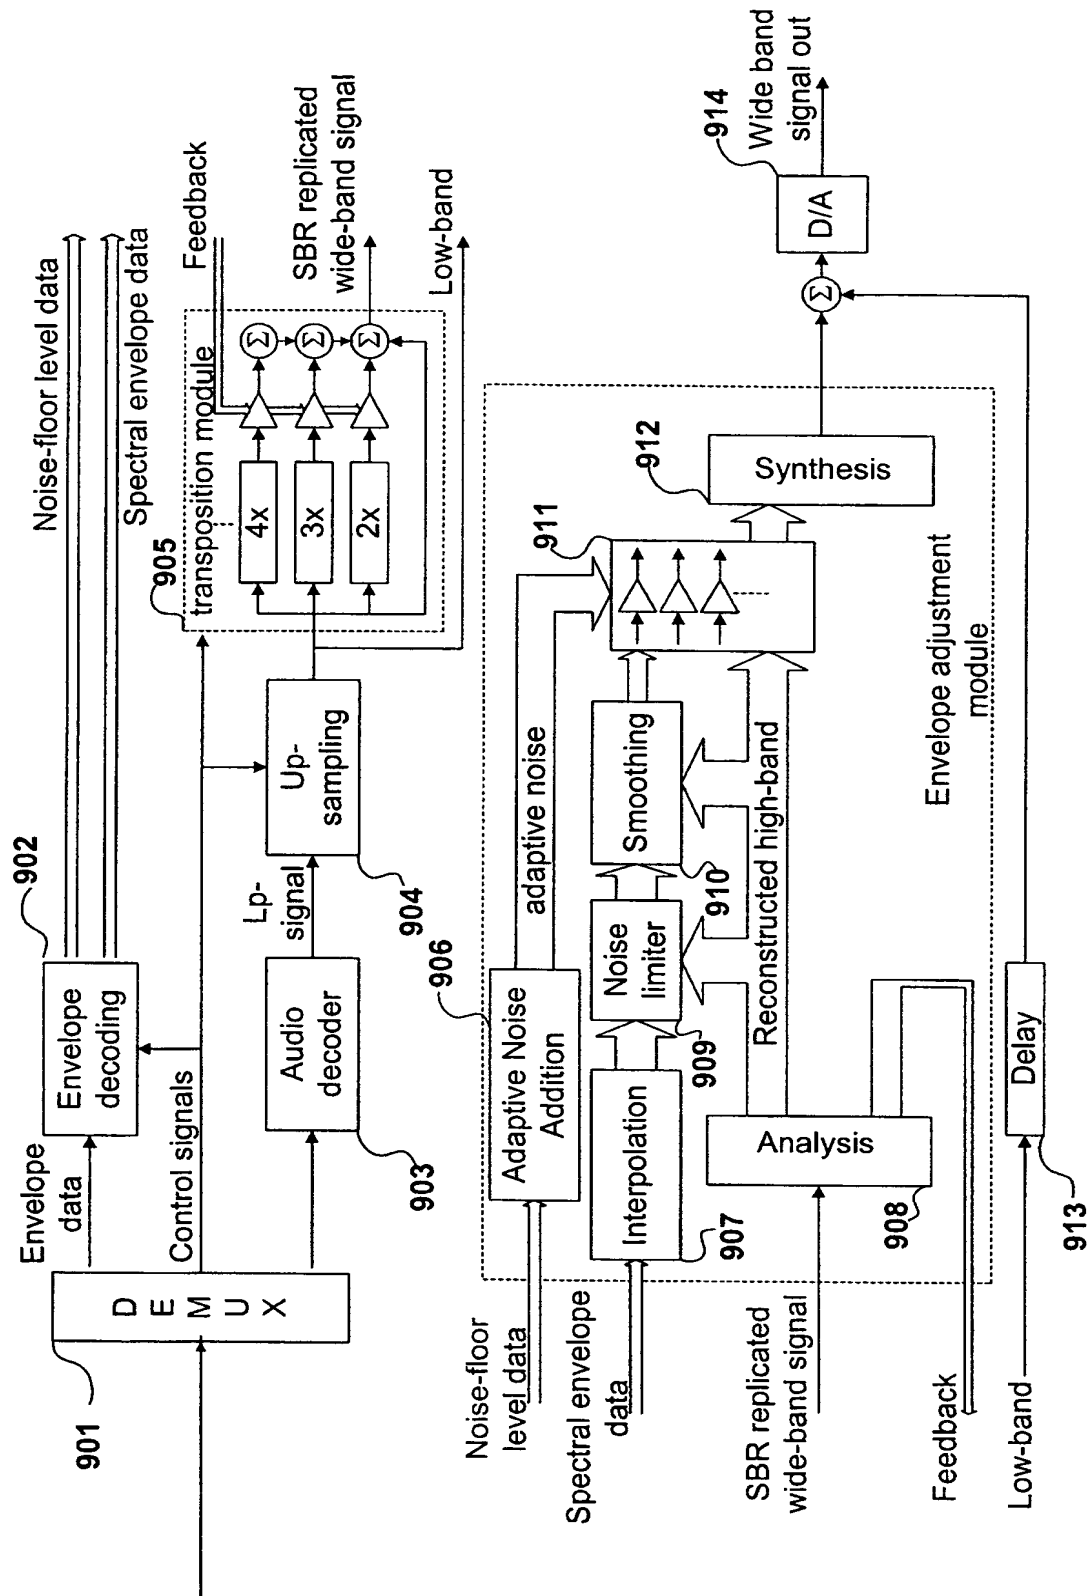 901
D
E
M
U
X
Envelope
data
Envelope
decoding
902
Noise-floor level data
Spectral envelope data
Control signals
Audio
decoder
903
Lp-
signal
Up-
sampling
904
905
transposition module
4x
3x
2x
Σ
Σ
Σ
Feedback
SBR replicated
wide-band signal
Low-band
Noise-floor
level data
Spectral envelope
data
SBR replicated
wide-band signal
Feedback
Low-band
906
Adaptive Noise
Addition
adaptive noise
Interpolation
907
Noise
limiter
909
Smoothing
910
911
912
Synthesis
Analysis
908
Reconstructed high-band
Envelope adjustment
module
Delay
913
Σ
D/A
914
Wide band
signal out